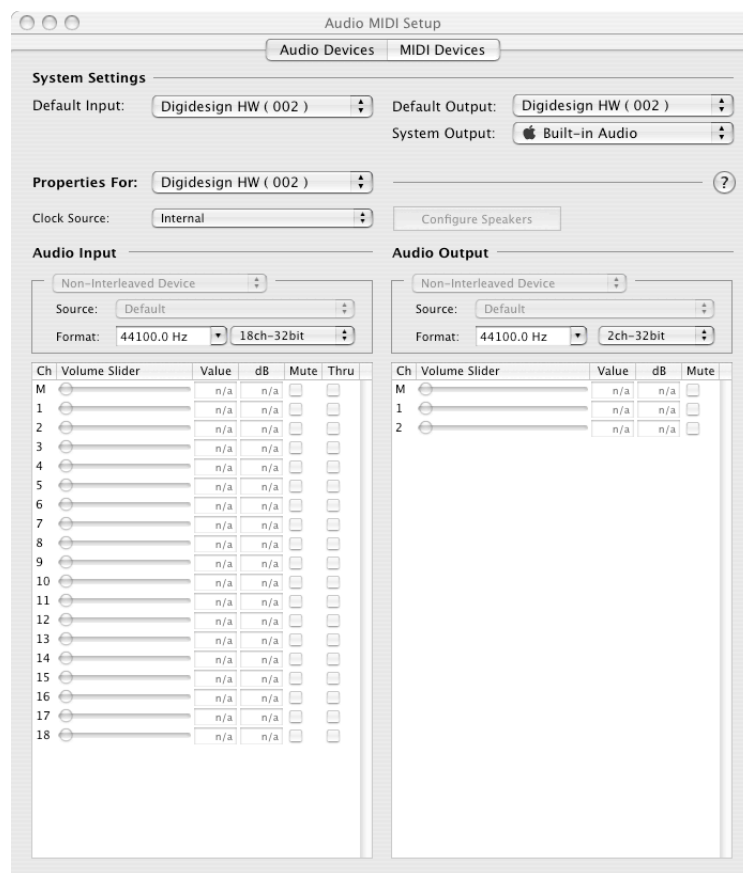 Audio MIDI Setup
Audio Devices MIDI Devices
System Settings
Default Input: Digidesign HW ( 002 )
Default Output: Digidesign HW ( 002 )
System Output: Built-in Audio
Properties For: Digidesign HW ( 002 )
?
Clock Source: Internal
Configure Speakers
Audio Input
Non-Interleaved Device
Source: Default
Format: 44100.0 Hz 18ch-32bit
Ch Volume Slider Value dB Mute Thru
M n/a n/a
1 n/a n/a
2 n/a n/a
3 n/a n/a
4 n/a n/a
5 n/a n/a
6 n/a n/a
7 n/a n/a
8 n/a n/a
9 n/a n/a
10 n/a n/a
11 n/a n/a
12 n/a n/a
13 n/a n/a
14 n/a n/a
15 n/a n/a
16 n/a n/a
17 n/a n/a
18 n/a n/a
Audio Output
Non-Interleaved Device
Source: Default
Format: 44100.0 Hz 2ch-32bit
Ch Volume Slider Value dB Mute
M n/a n/a
1 n/a n/a
2 n/a n/a